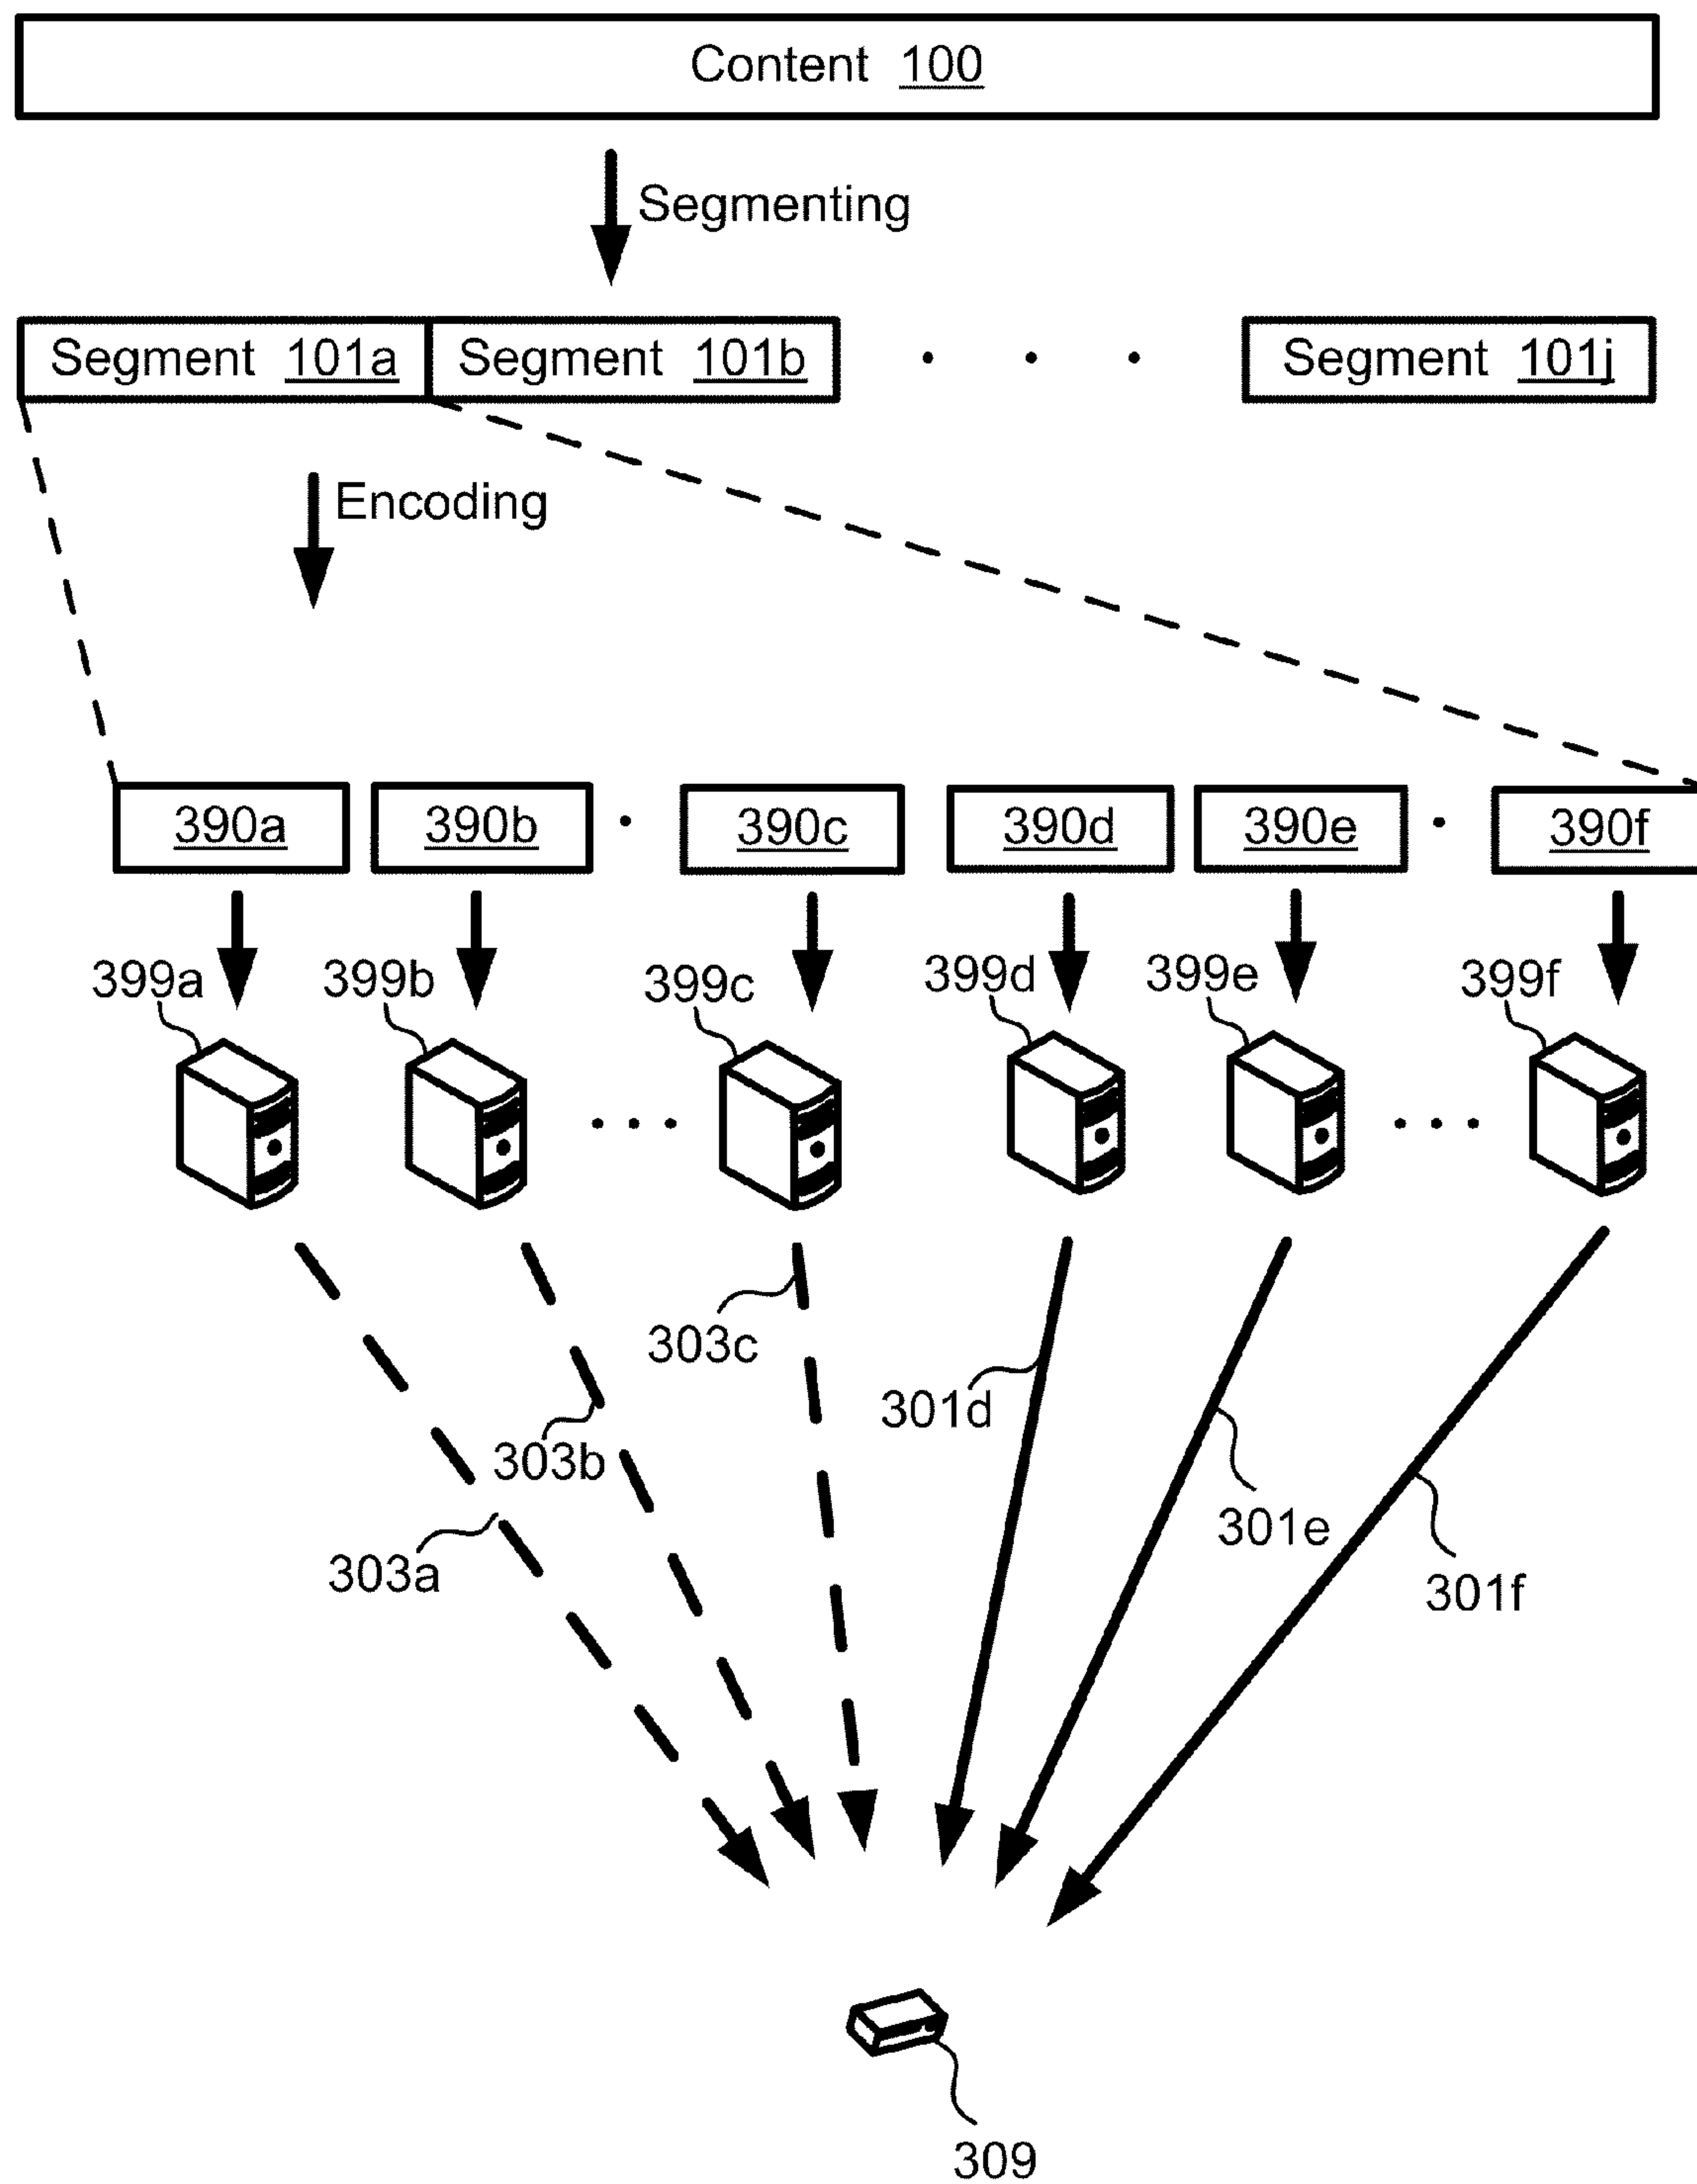 Content 100
Segmenting
Segment 101a Segment 101b . . . Segment 101j
Encoding
390a 390b . 390c 390d 390e . 390f
399a 399b 399c 399d 399e 399f
303c
301d
303b
301e
303a
301f
309